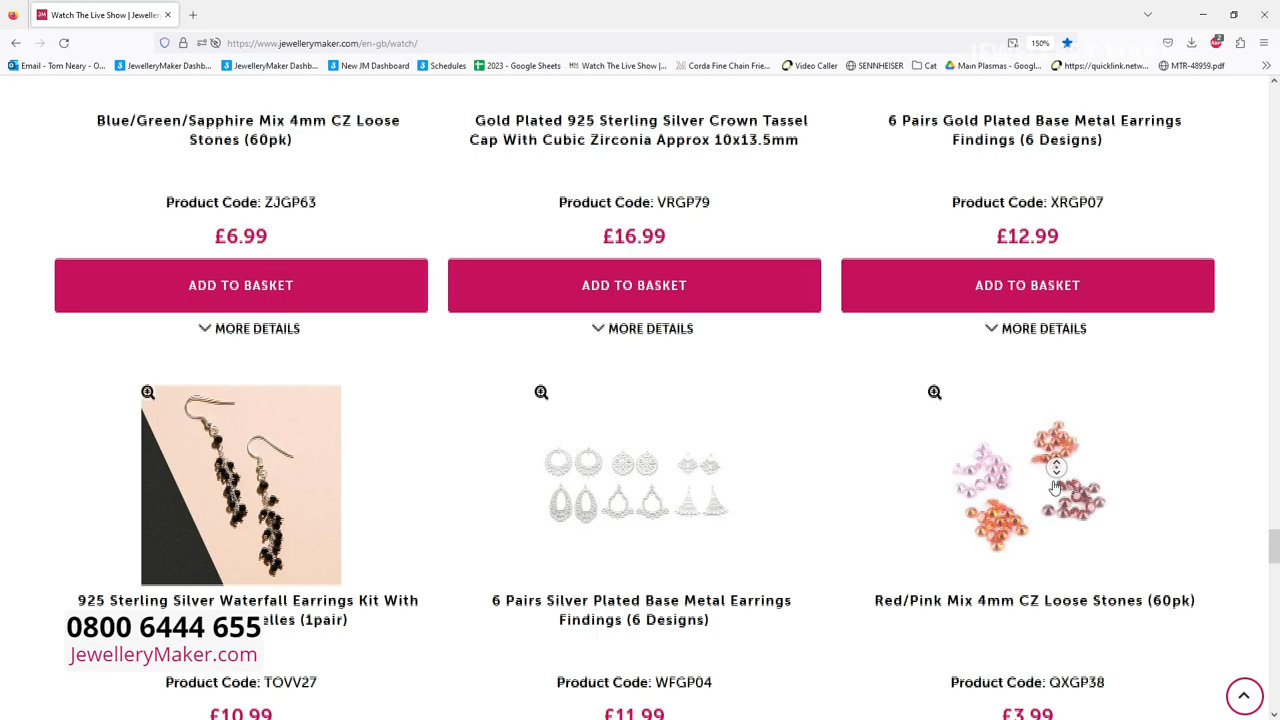 Watch The Live Show | Jeweller
https://www.jewellerymaker.com/en-gb/watch/
150%
2
Email - Tom Neary - O...
JewelleryMaker Dashb...
JewelleryMaker Dashb...
New JM Dashboard
Schedules
2023 - Google Sheets
Watch The Live Show |...
Corda Fine Chain Frie...
Video Caller
SENNHEISER
Cat
Main Plasmas - Googl...
https://quicklink.netw...
MTR-48959.pdf
Blue/Green/Sapphire Mix 4mm CZ Loose
Stones (60pk)
Product Code: ZJGP63
£6.99
ADD TO BASKET
MORE DETAILS
Gold Plated 925 Sterling Silver Crown Tassel
Cap With Cubic Zirconia Approx 10x13.5mm
Product Code: VRGP79
£16.99
ADD TO BASKET
MORE DETAILS
6 Pairs Gold Plated Base Metal Earrings
Findings (6 Designs)
Product Code: XRGP07
£12.99
ADD TO BASKET
MORE DETAILS
925 Sterling Silver Waterfall Earrings Kit With
elles (1pair)
Product Code: TOVV27
£10.99
6 Pairs Silver Plated Base Metal Earrings
Findings (6 Designs)
Product Code: WFGP04
£11.99
Red/Pink Mix 4mm CZ Loose Stones (60pk)
Product Code: QXGP38
£3.99
0800 6444 655
JewelleryMaker.com